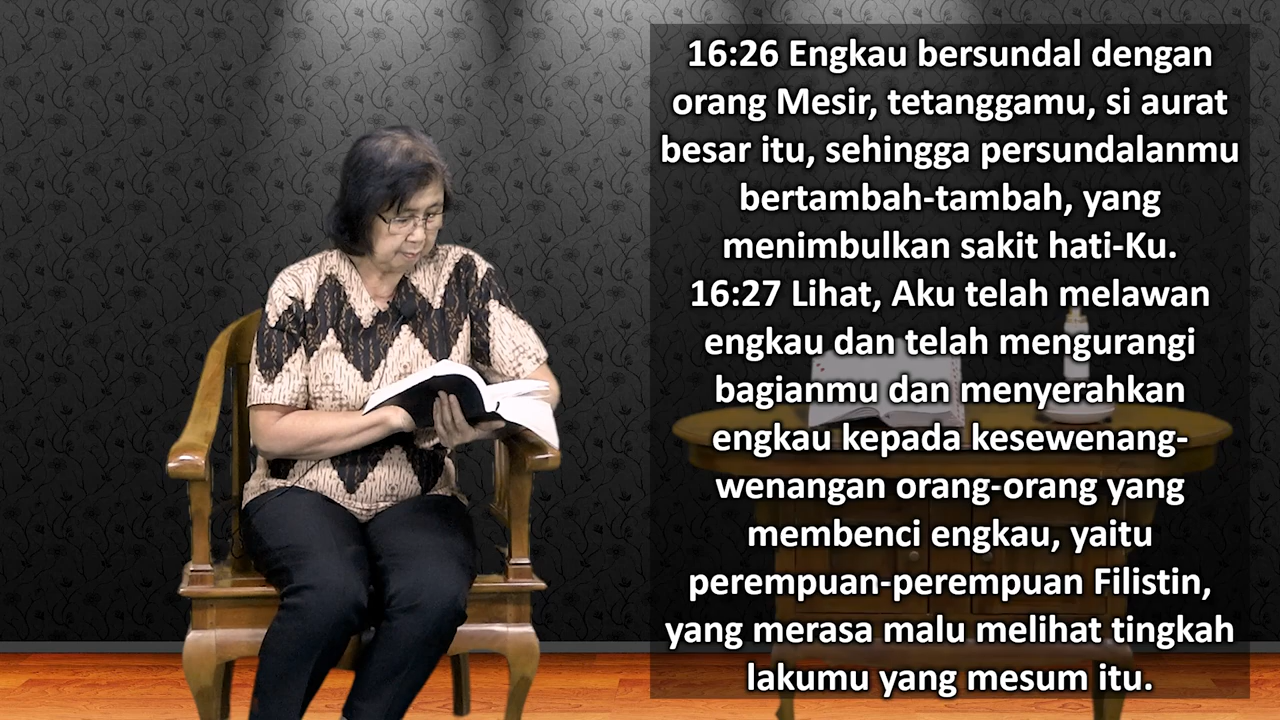 16:26 Engkau bersundal dengan
orang Mesir, tetanggamu, si aurat
besar itu, sehingga persundalanmu
bertambah-tambah, yang
menimbulkan sakit hati-Ku.
16:27 Lihat, Aku telah melawan
engkau dan telah mengurangi
bagianmu dan menyerahkan
engkau kepada kesewenang-
wenangan orang-orang yang
membenci engkau, yaitu
perempuan-perempuan Filistin,
yang merasa malu melihat tingkah
lakumu yang mesum itu.